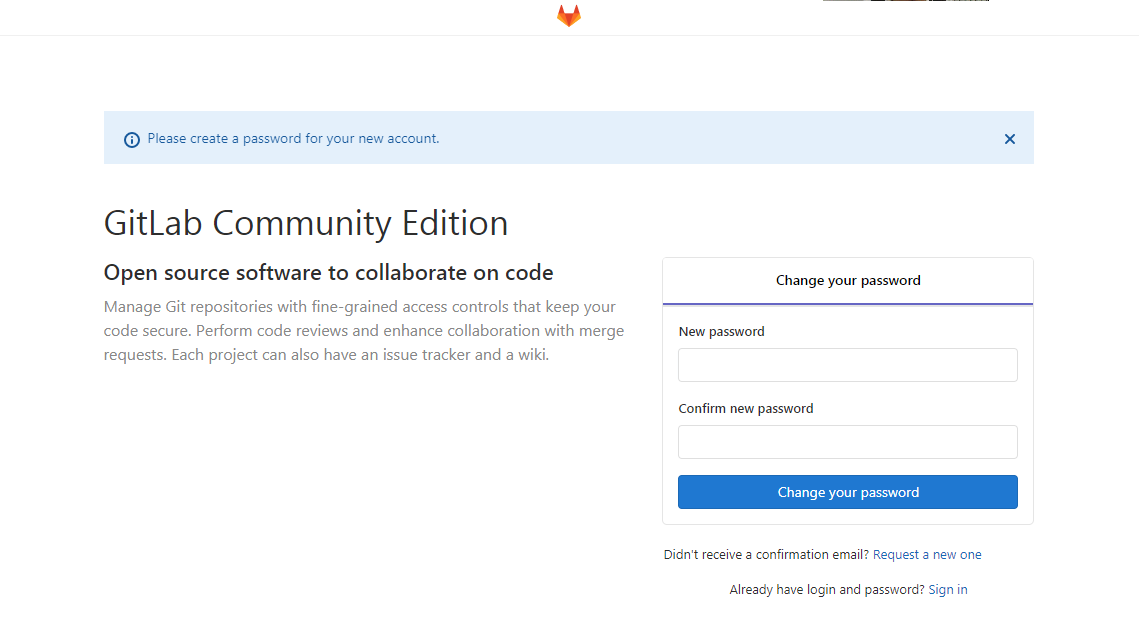 Please create a password for your new account.
GitLab Community Edition
Open source software to collaborate on code
Manage Git repositories with fine-grained access controls that keep your
code secure. Perform code reviews and enhance collaboration with merge
requests. Each project can also have an issue tracker and a wiki.
Change your password
New password
Confirm new password
Change your password
Didn't receive a confirmation email? Request a new one
Already have login and password? Sign in